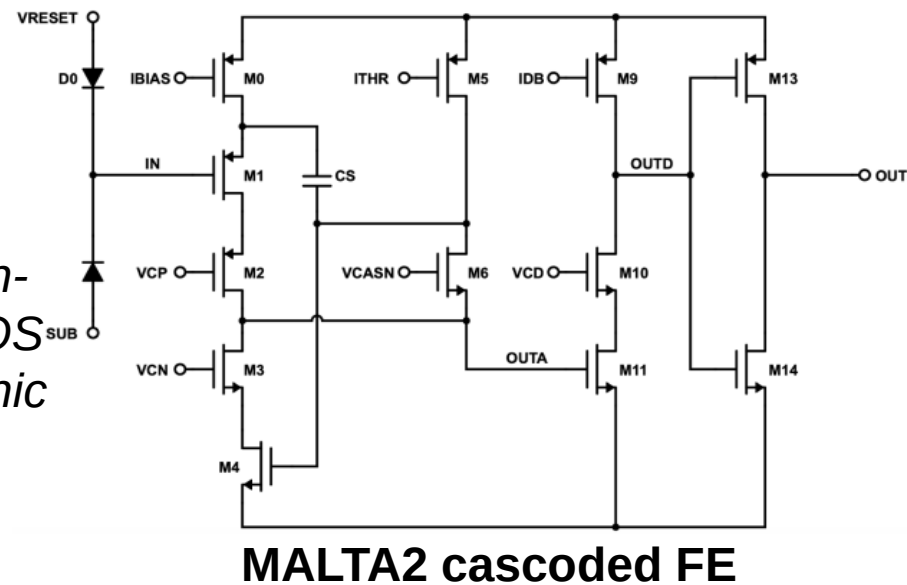 VRESET
D0
IBIAS
M0
ITHR
M5
IDB
M9
M13
IN
M1
CS
OUTD
OUT
VCP
M2
VCASN
M6
VCD
M10
SUB
VCN
M3
OUTA
M11
M14
M4
MALTA2 cascoded FE